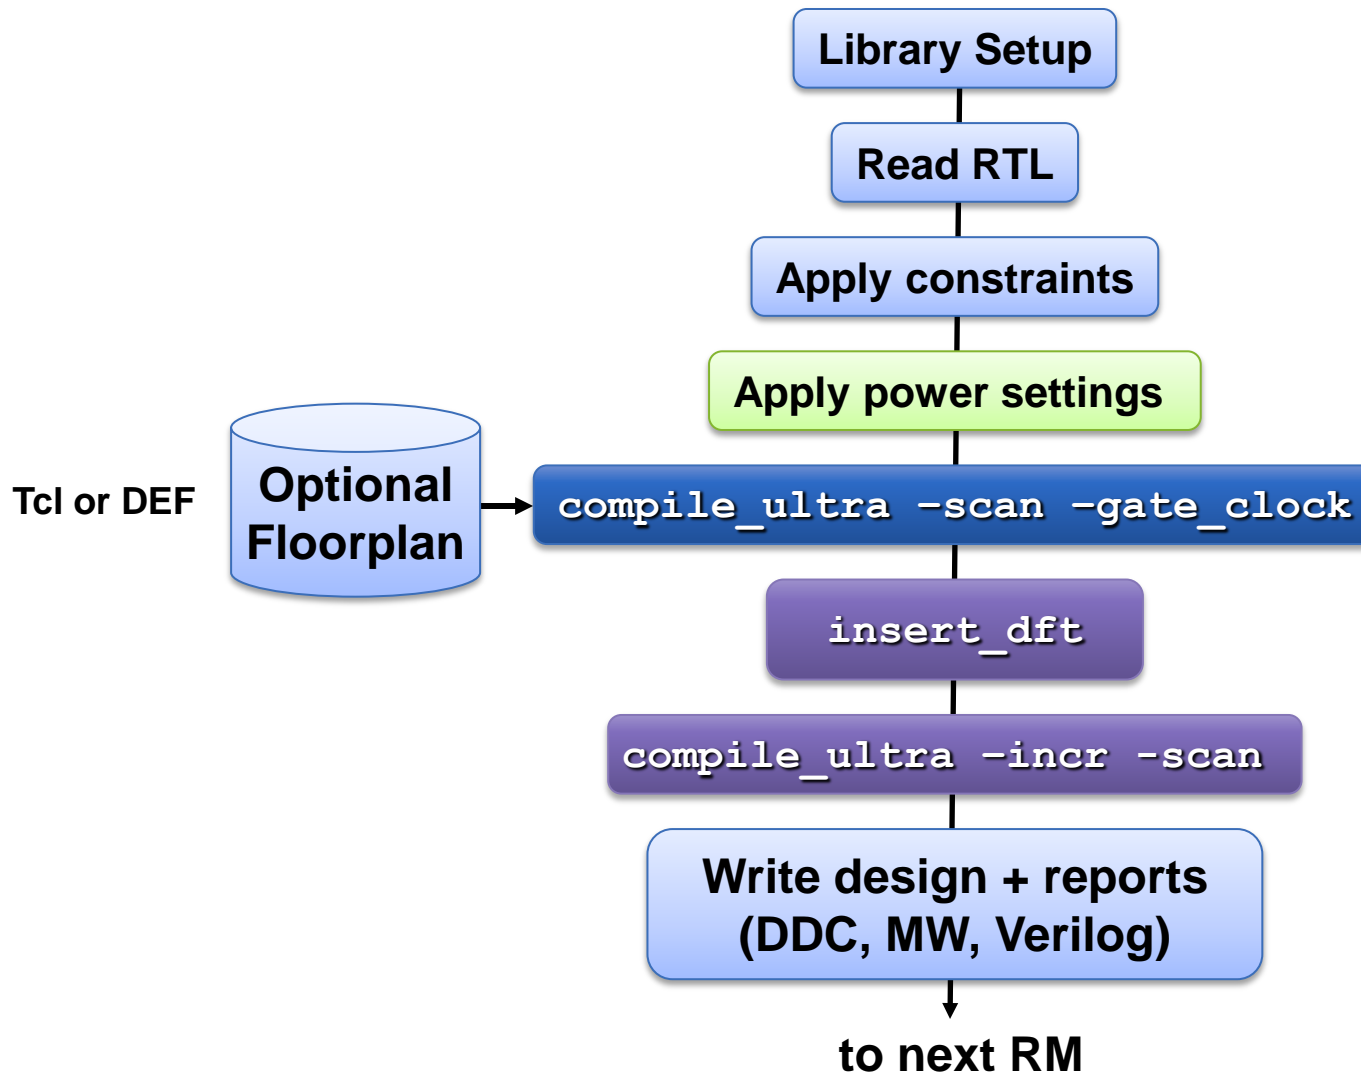 Library Setup
Read RTL
Apply constraints
Apply power settings
Tcl or DEF
Optional
Floorplan
compile_ultra –scan –gate_clock
insert_dft
compile_ultra –incr -scan
Write design + reports
(DDC, MW, Verilog)
to next RM